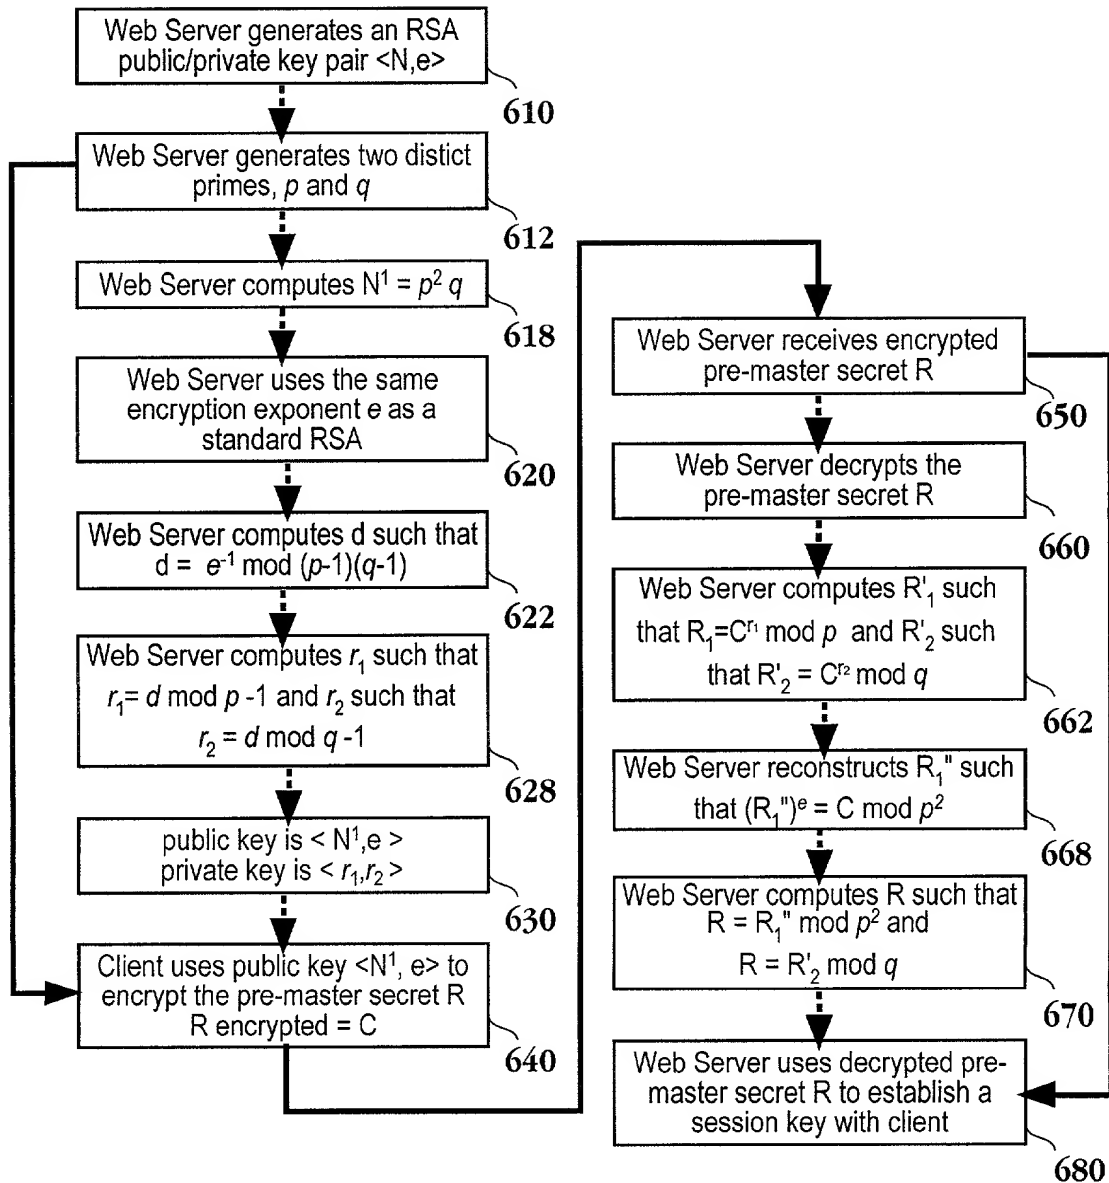 Web Server generates an RSA
public/private key pair <N,e>
610
Web Server generates two distict
primes, p and q
612
Web Server computes N¹ = p² q
618
Web Server uses the same
encryption exponent e as a
standard RSA
620
Web Server computes d such that
d = e⁻¹ mod (p-1)(q-1)
622
Web Server computes r₁ such that
r₁= d mod p -1 and r₂ such that
r₂ = d mod q -1
628
public key is < N¹,e >
private key is < r₁,r₂ >
630
Client uses public key <N¹, e> to
encrypt the pre-master secret R
R encrypted = C
640
Web Server receives encrypted
pre-master secret R
650
Web Server decrypts the
pre-master secret R
660
Web Server computes R'₁ such
that R₁=Cʳ¹ mod p and R'₂ such
that R'₂ = Cʳ² mod q
662
Web Server reconstructs R₁" such
that (R₁")ᵉ = C mod p²
668
Web Server computes R such that
R = R₁" mod p² and
R = R'₂ mod q
670
Web Server uses decrypted pre-
master secret R to establish a
session key with client
680